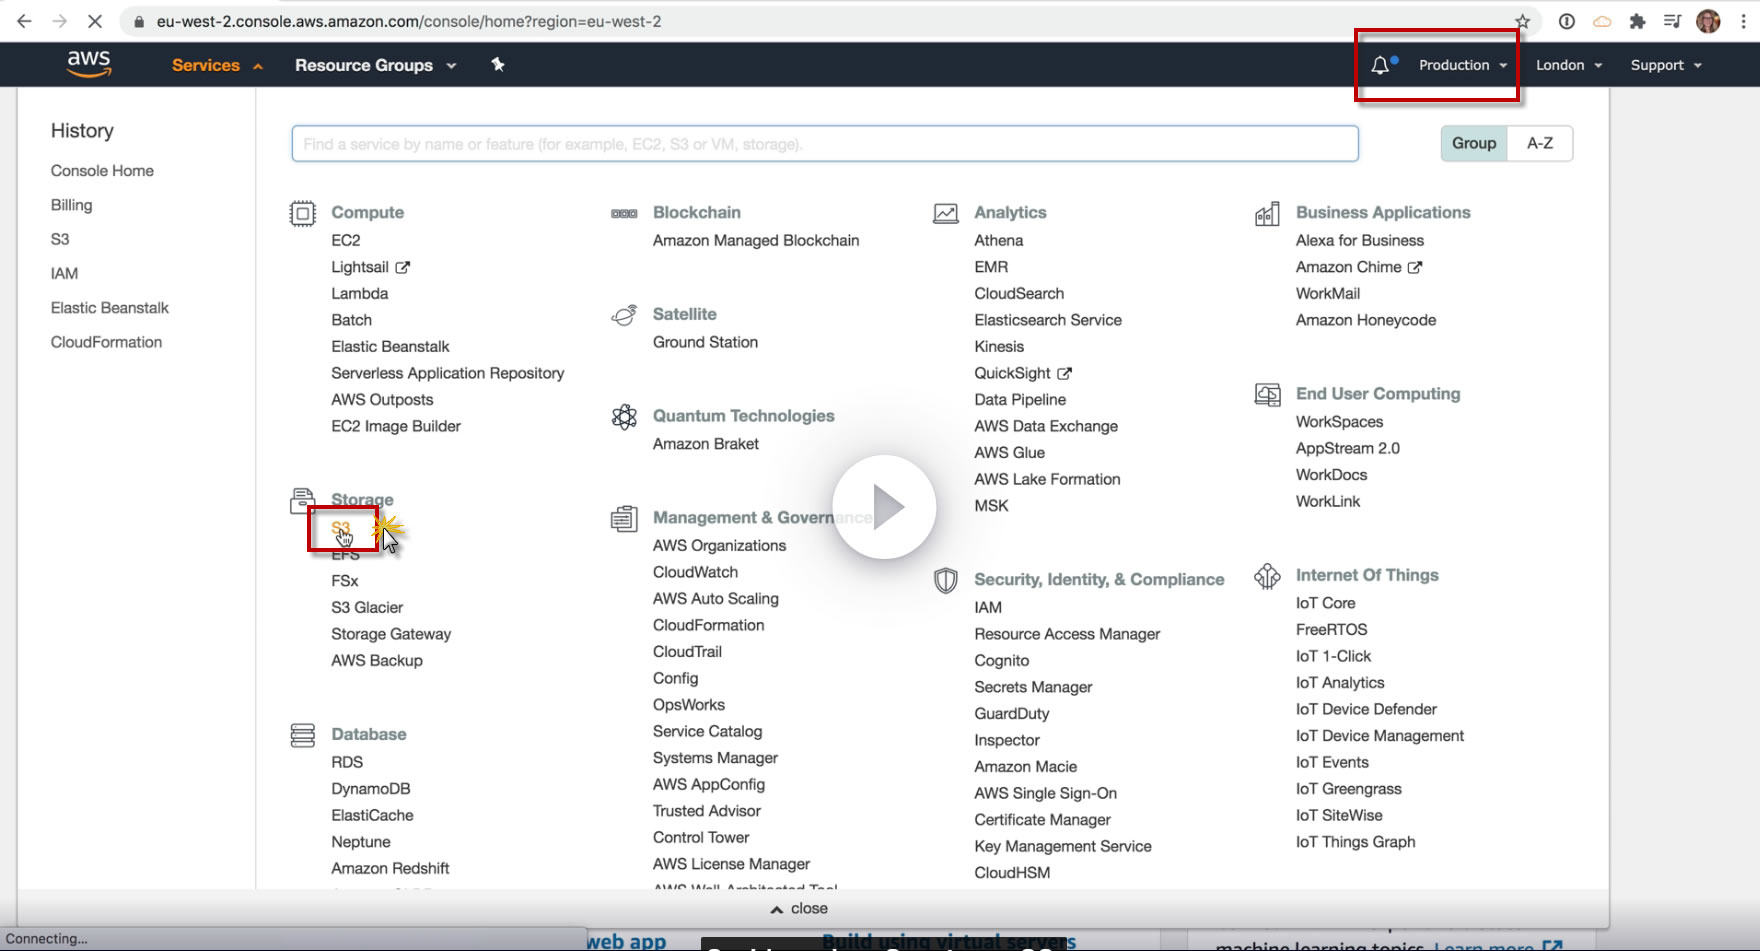 eu-west-2.console.aws.amazon.com/console/home?region=eu-west-2
aws
Services
Resource Groups
Production
London
Support
History
Console Home
Billing
S3
IAM
Elastic Beanstalk
CloudFormation
Find a service by name or feature (for example, EC2, S3 or VM, storage).
Group
A-Z
Compute
EC2
Lightsail
Lambda
Batch
Elastic Beanstalk
Serverless Application Repository
AWS Outposts
EC2 Image Builder
Storage
S3
EFS
FSx
S3 Glacier
Storage Gateway
AWS Backup
Database
RDS
DynamoDB
ElastiCache
Neptune
Amazon Redshift
Blockchain
Amazon Managed Blockchain
Satellite
Ground Station
Quantum Technologies
Amazon Braket
Management & Governance
AWS Organizations
CloudWatch
AWS Auto Scaling
CloudFormation
CloudTrail
Config
OpsWorks
Service Catalog
Systems Manager
AWS AppConfig
Trusted Advisor
Control Tower
AWS License Manager
AWS Well-Architected Tool
Analytics
Athena
EMR
CloudSearch
Elasticsearch Service
Kinesis
QuickSight
Data Pipeline
AWS Data Exchange
AWS Glue
AWS Lake Formation
MSK
Security, Identity, & Compliance
IAM
Resource Access Manager
Cognito
Secrets Manager
GuardDuty
Inspector
Amazon Macie
AWS Single Sign-On
Certificate Manager
Key Management Service
CloudHSM
Business Applications
Alexa for Business
Amazon Chime
WorkMail
Amazon Honeycode
End User Computing
WorkSpaces
AppStream 2.0
WorkDocs
WorkLink
Internet Of Things
IoT Core
FreeRTOS
IoT 1-Click
IoT Analytics
IoT Device Defender
IoT Device Management
IoT Events
IoT Greengrass
IoT SiteWise
IoT Things Graph
close
Connecting...
web app
Build using virtual servers
machine learning topics. Learn more